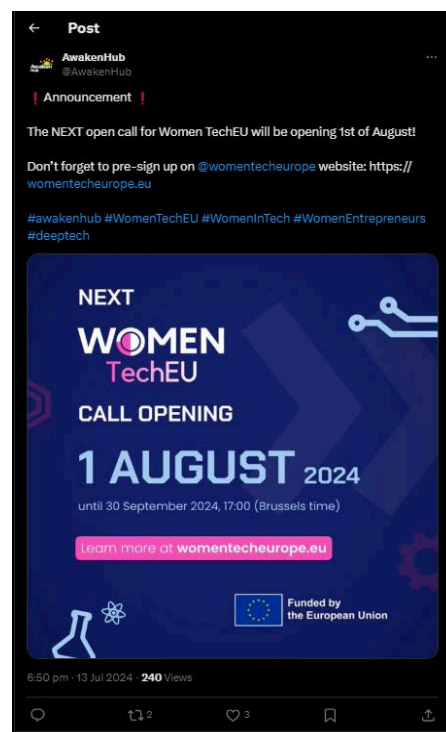 Post
AwakenHub
@AwakenHub
❗ Announcement ❗
The NEXT open call for Women TechEU will be opening 1st of August!
Don’t forget to pre-sign up on @womentecheurope website: https://
womentecheurope.eu
#awakenhub #WomenTechEU #WomenInTech #WomenEntrepreneurs
#deeptech
NEXT
WOMEN
TechEU
CALL OPENING
1 AUGUST 2024
until 30 September 2024, 17:00 (Brussels time)
Learn more at womentecheurope.eu
Funded by
the European Union
6:50 pm · 13 Jul 2024 · 240 Views
2 3